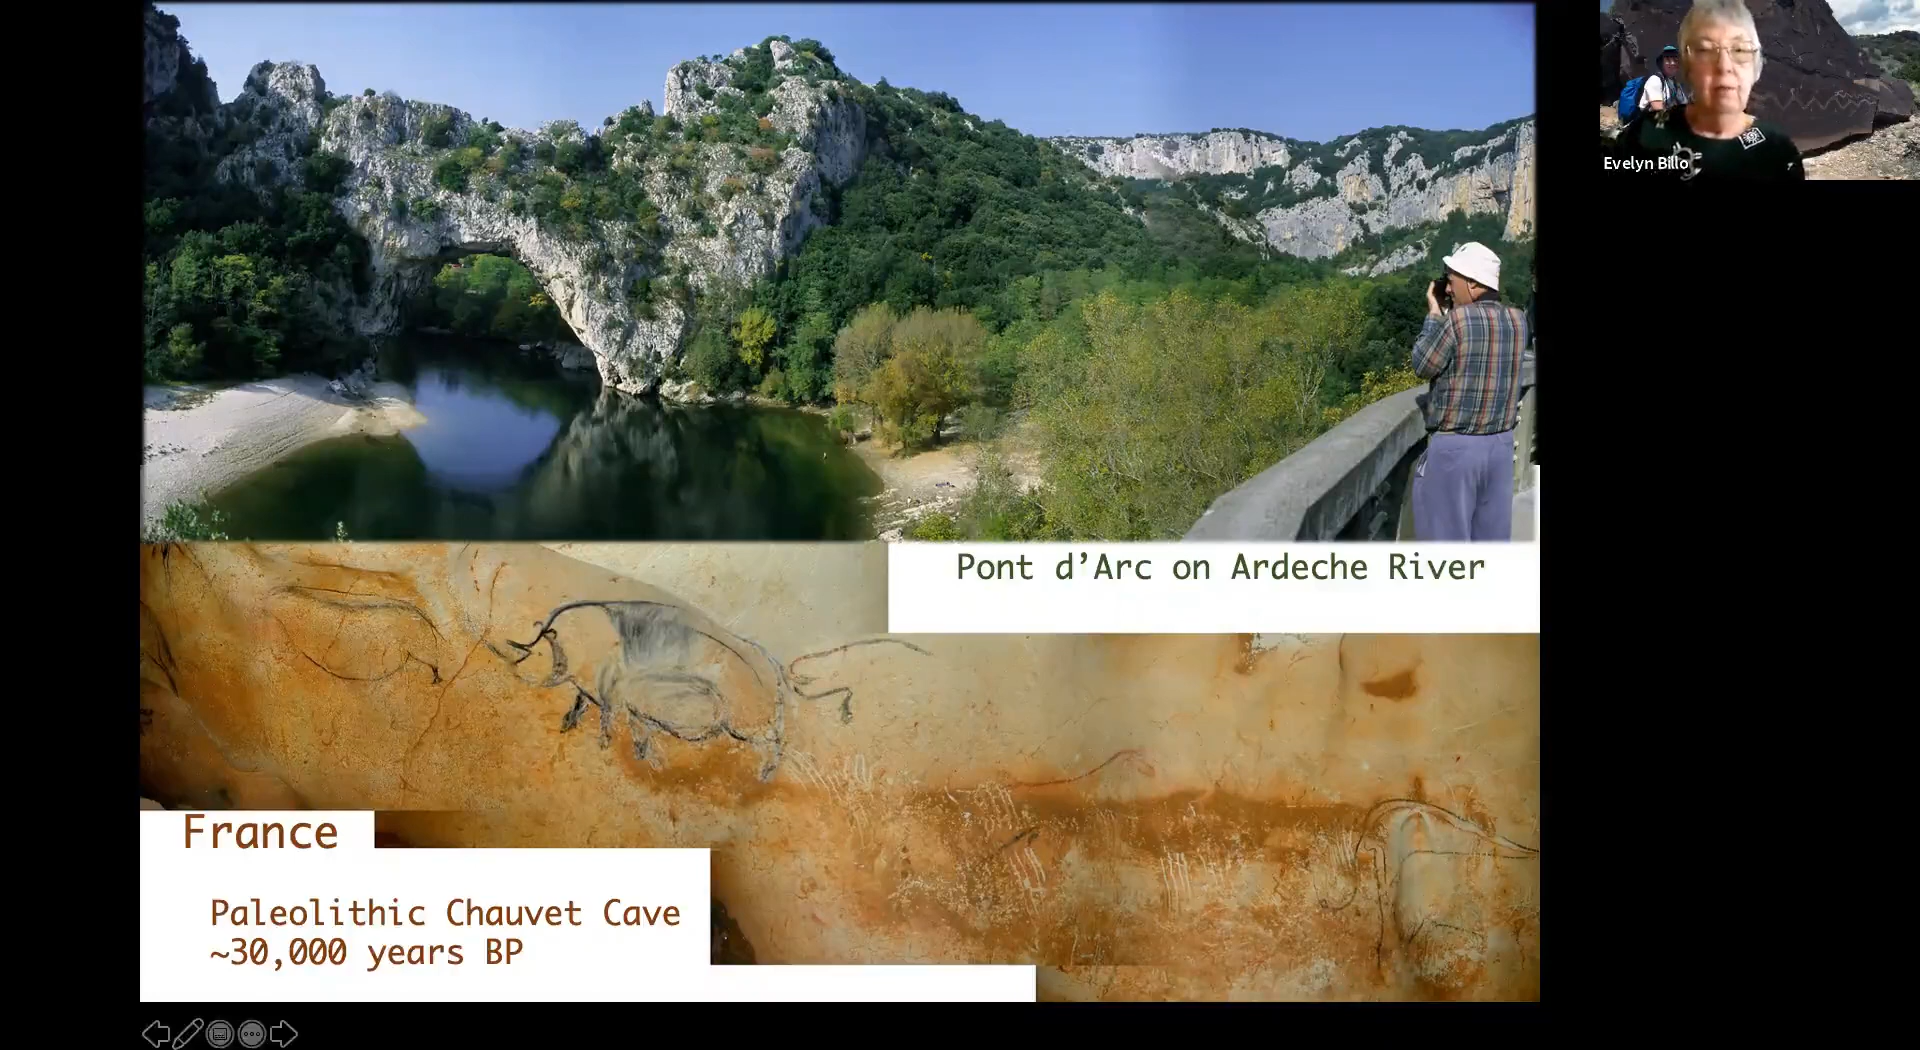 Evelyn Billo
Pont d’Arc on Ardeche River
France
Paleolithic Chauvet Cave
~30,000 years BP